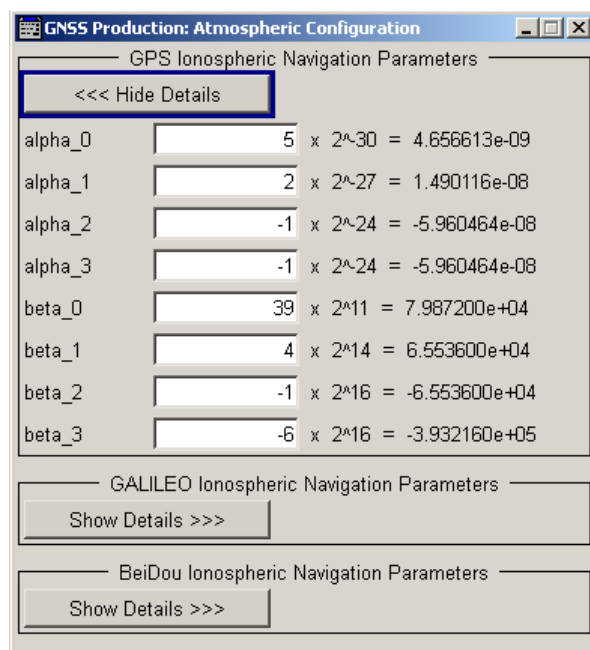 GNSS Production: Atmospheric Configuration
GPS Ionospheric Navigation Parameters
<<< Hide Details
alpha_0 5 x 2^-30 = 4.656613e-09
alpha_1 2 x 2^-27 = 1.490116e-08
alpha_2 -1 x 2^-24 = -5.960464e-08
alpha_3 -1 x 2^-24 = -5.960464e-08
beta_0 39 x 2^11 = 7.987200e+04
beta_1 4 x 2^14 = 6.553600e+04
beta_2 -1 x 2^16 = -6.553600e+04
beta_3 -6 x 2^16 = -3.932160e+05
GALILEO Ionospheric Navigation Parameters
Show Details >>>
BeiDou Ionospheric Navigation Parameters
Show Details >>>